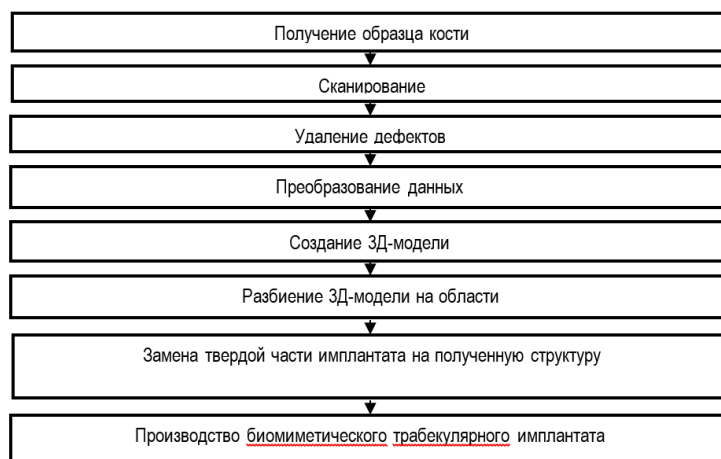 Получение образца кости
Сканирование
Удаление дефектов
Преобразование данных
Создание 3Д-модели
Разбиение 3Д-модели на области
Замена твердой части имплантата на полученную структуру
Производство биомиметического трабекулярного имплантата